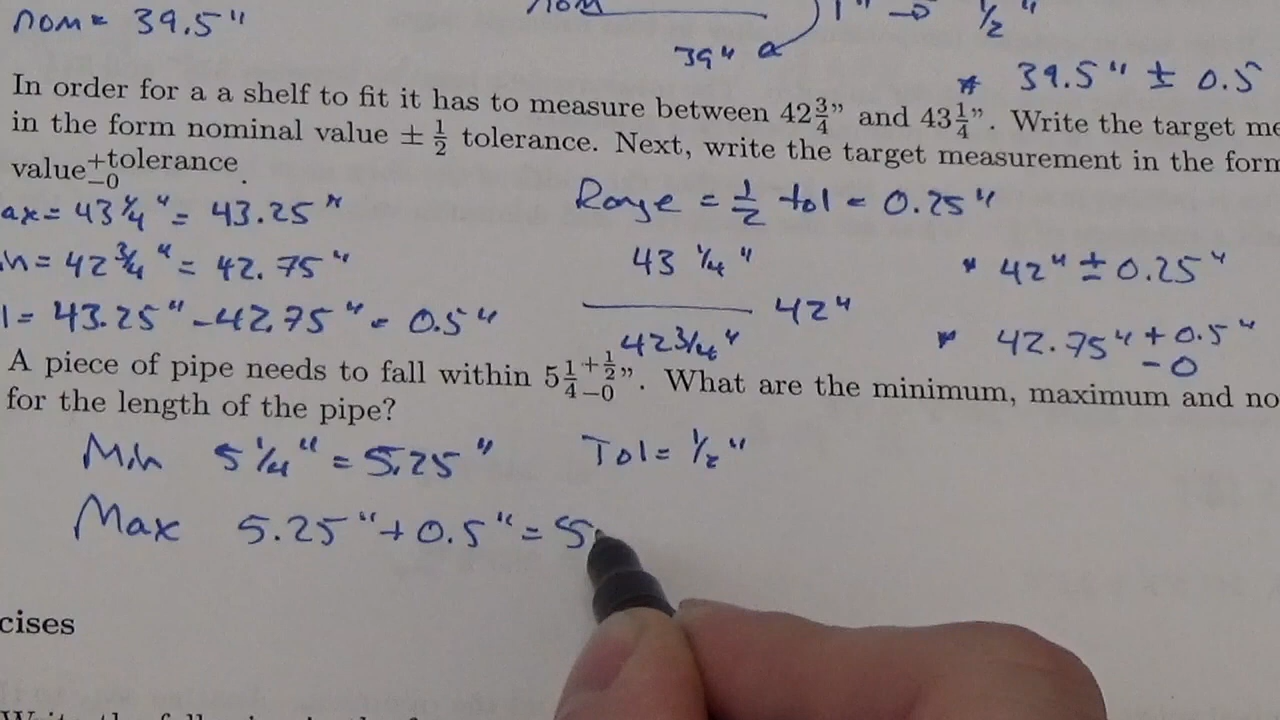 nom = 39.5"
nom 1" → 1/2"
39"
* 39.5" ± 0.5
In order for a a shelf to fit it has to measure between 42 3/4” and 43 1/4”. Write the target me
in the form nominal value ± 1/2 tolerance. Next, write the target measurement in the form
value +tolerance −0 .
ax = 43 1/4" = 43.25"
Range = 1/2 tol = 0.25"
n = 42 3/4" = 42.75"
43 1/4"
* 42" ± 0.25"
l = 43.25" - 42.75" = 0.5"
42"
42 3/4"
* 42.75" + 0.5" - 0
A piece of pipe needs to fall within 5 1/4 + 1/2 −0”. What are the minimum, maximum and no
for the length of the pipe?
Min 5 1/4" = 5.25" Tol = 1/2"
Max 5.25" + 0.5" = 5
cises